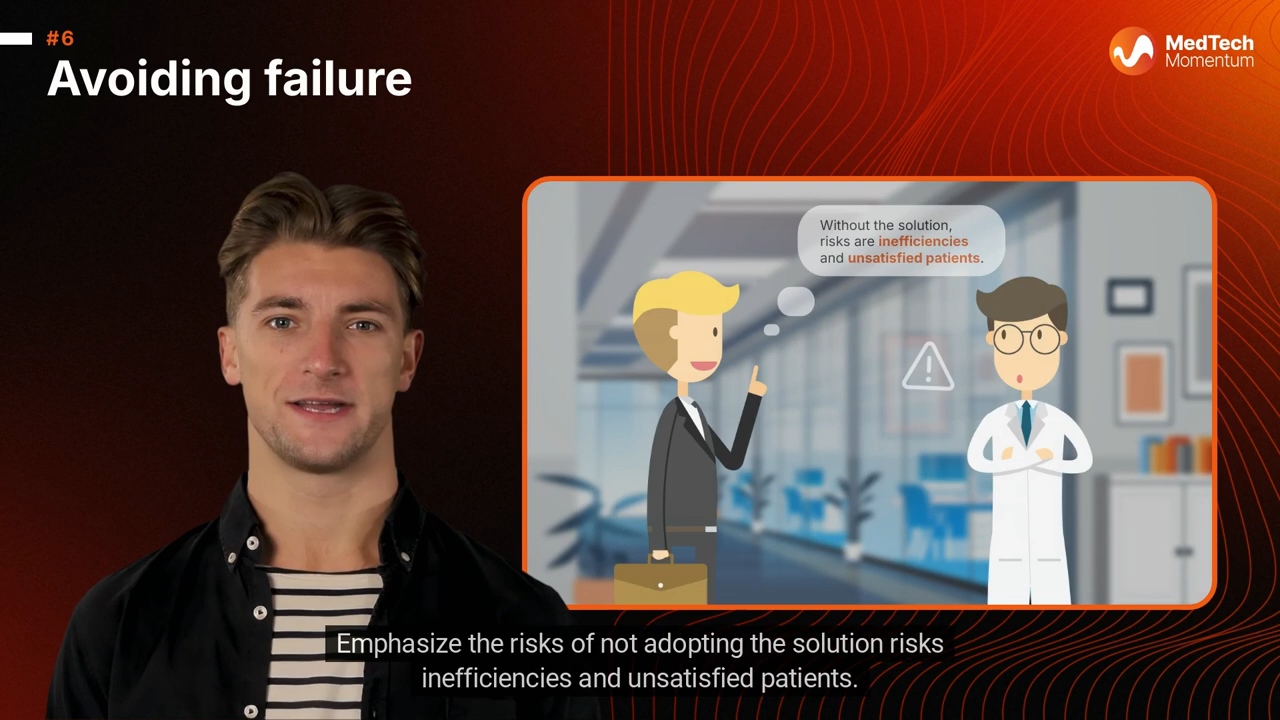 #6
Avoiding failure
MedTech
Momentum
Without the solution,
risks are inefficiencies
and unsatisfied patients.
Emphasize the risks of not adopting the solution risks
inefficiencies and unsatisfied patients.